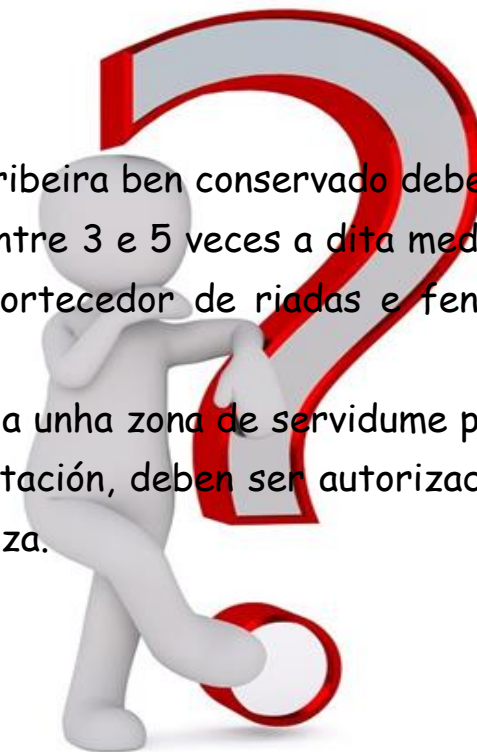 ribeira ben conservado debe
ntre 3 e 5 veces a dita med
ortecedor de riadas e fen
a unha zona de servidume p
tación, deben ser autorizac
za.